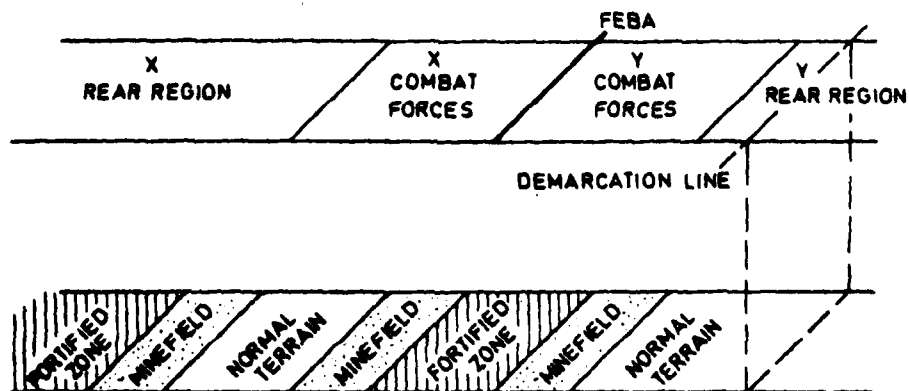 FEBA
X
REAR REGION
X
COMBAT
FORCES
Y
COMBAT
FORCES
Y
REAR REGION
DEMARCATION LINE
FORTIFIED
ZONE
MINEFIELD
NORMAL
TERRAIN
MINEFIELD
FORTIFIED
ZONE
MINEFIELD
NORMAL
TERRAIN